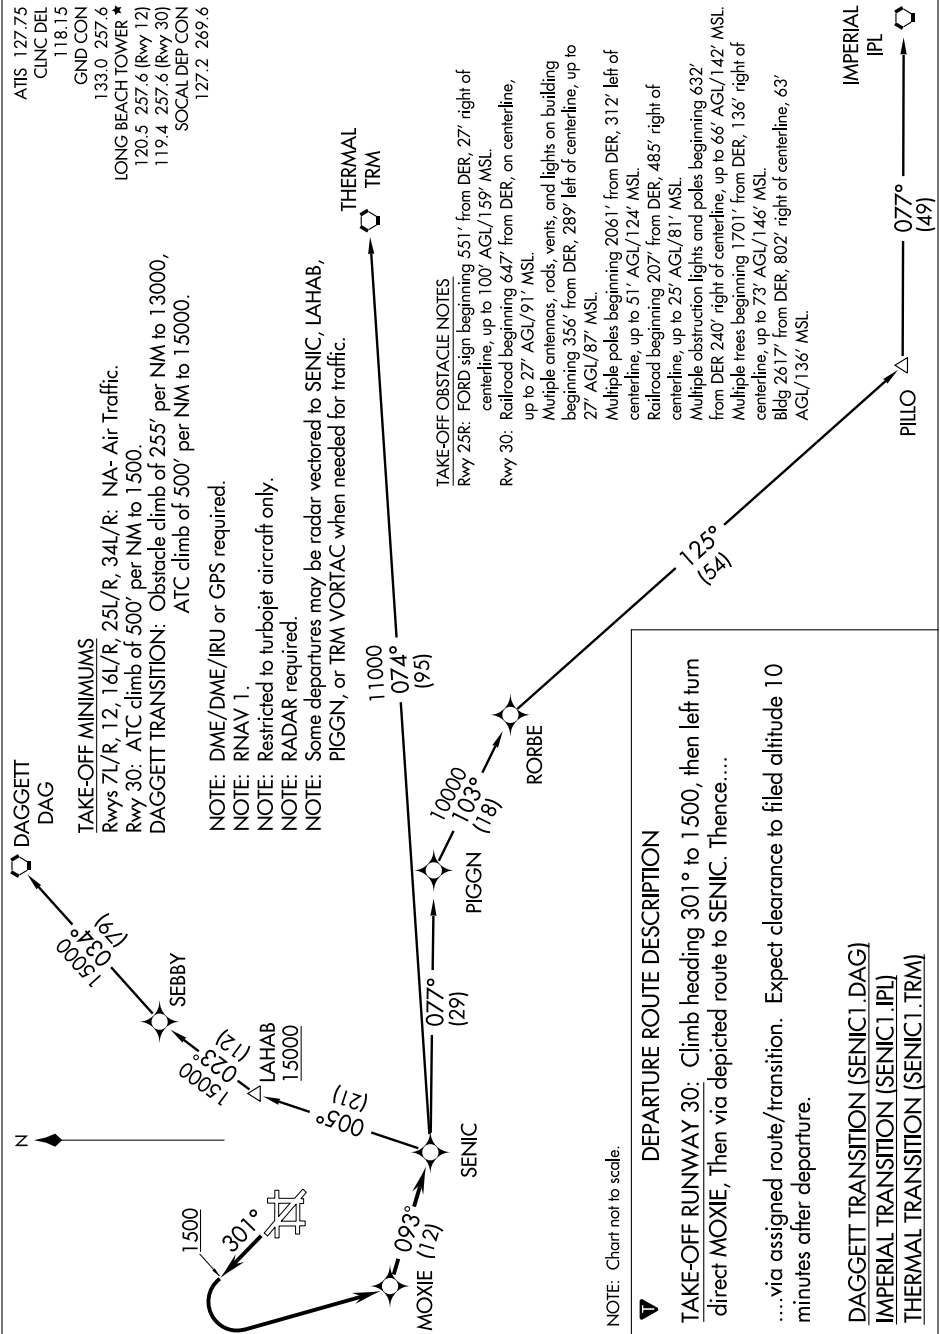 ATIS 127.75
CLNC DEL
118.15
GND CON
133.0 257.6
LONG BEACH TOWER ★
120.5 257.6 (Rwy 12)
119.4 257.6 (Rwy 30)
SOCAL DEP CON
127.2 269.6
TAKE-OFF MINIMUMS
Rwys 7L/R, 12, 16L/R, 25L/R, 34L/R: NA- Air Traffic.
Rwy 30: ATC climb of 500' per NM to 1500.
DAGGETT TRANSITION: Obstacle climb of 255' per NM to 13000,
ATC climb of 500' per NM to 15000.
NOTE: DME/DME/IRU or GPS required.
NOTE: RNAV 1.
NOTE: Restricted to turbojet aircraft only.
NOTE: RADAR required.
NOTE: Some departures may be radar vectored to SENIC, LAHAB,
PIGGN, or TRM VORTAC when needed for traffic.
TAKE-OFF OBSTACLE NOTES
Rwy 25R: FORD sign beginning 551' from DER, 27' right of
centerline, up to 100' AGL/159' MSL.
Rwy 30: Railroad beginning 647' from DER, on centerline,
up to 27' AGL/91' MSL.
Mutiple antennas, rods, vents, and lights on building
beginning 356' from DER, 289' left of centerline, up to
27' AGL/87' MSL.
Multiple poles beginning 2061' from DER, 312' left of
centerline, up to 51' AGL/124' MSL.
Railroad beginning 207' from DER, 485' right of
centerline, up to 25' AGL/81' MSL.
Multiple obstruction lights and poles beginning 632'
from DER 240' right of centerline, up to 66' AGL/142' MSL.
Multiple trees beginning 1701' from DER, 136' right of
centerline, up to 73' AGL/146' MSL.
Bldg 2617' from DER, 802' right of centerline, 63'
AGL/136' MSL.
DAGGETT
DAG
15000
034°
(79)
SEBBY
15000
023°
(12)
LAHAB
15000
005°
(21)
N
1500
301°
MOXIE
093°
(12)
SENIC
077°
(29)
PIGGN
10000
103°
(18)
RORBE
11000
074°
(95)
THERMAL
TRM
125°
(54)
PILLO
077°
(49)
IMPERIAL
IPL
NOTE: Chart not to scale.
T
DEPARTURE ROUTE DESCRIPTION
TAKE-OFF RUNWAY 30: Climb heading 301° to 1500, then left turn
direct MOXIE, Then via depicted route to SENIC. Thence....
....via assigned route/transition. Expect clearance to filed altitude 10
minutes after departure.
DAGGETT TRANSITION (SENIC1.DAG)
IMPERIAL TRANSITION (SENIC1.IPL)
THERMAL TRANSITION (SENIC1.TRM)